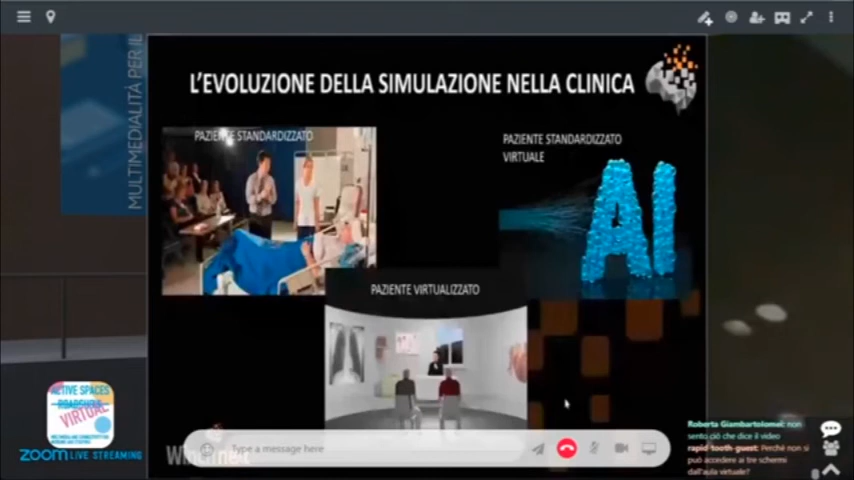 MULTIMEDIALITÀ PER IL
L'EVOLUZIONE DELLA SIMULAZIONE NELLA CLINICA
PAZIENTE STANDARDIZZATO
PAZIENTE STANDARDIZZATO
VIRTUALE
AI
PAZIENTE VIRTUALIZZATO
ACTIVE SPACES
ROADSHOW
VIRTUAL
zoom LIVE STREAMING
Type a message here
Roberta Giambartolomei: non
sento ciò che dice il video
rapid-tooth-guest: Perchè non si
può accedere ai tre schermi
dall'aula virtuale?